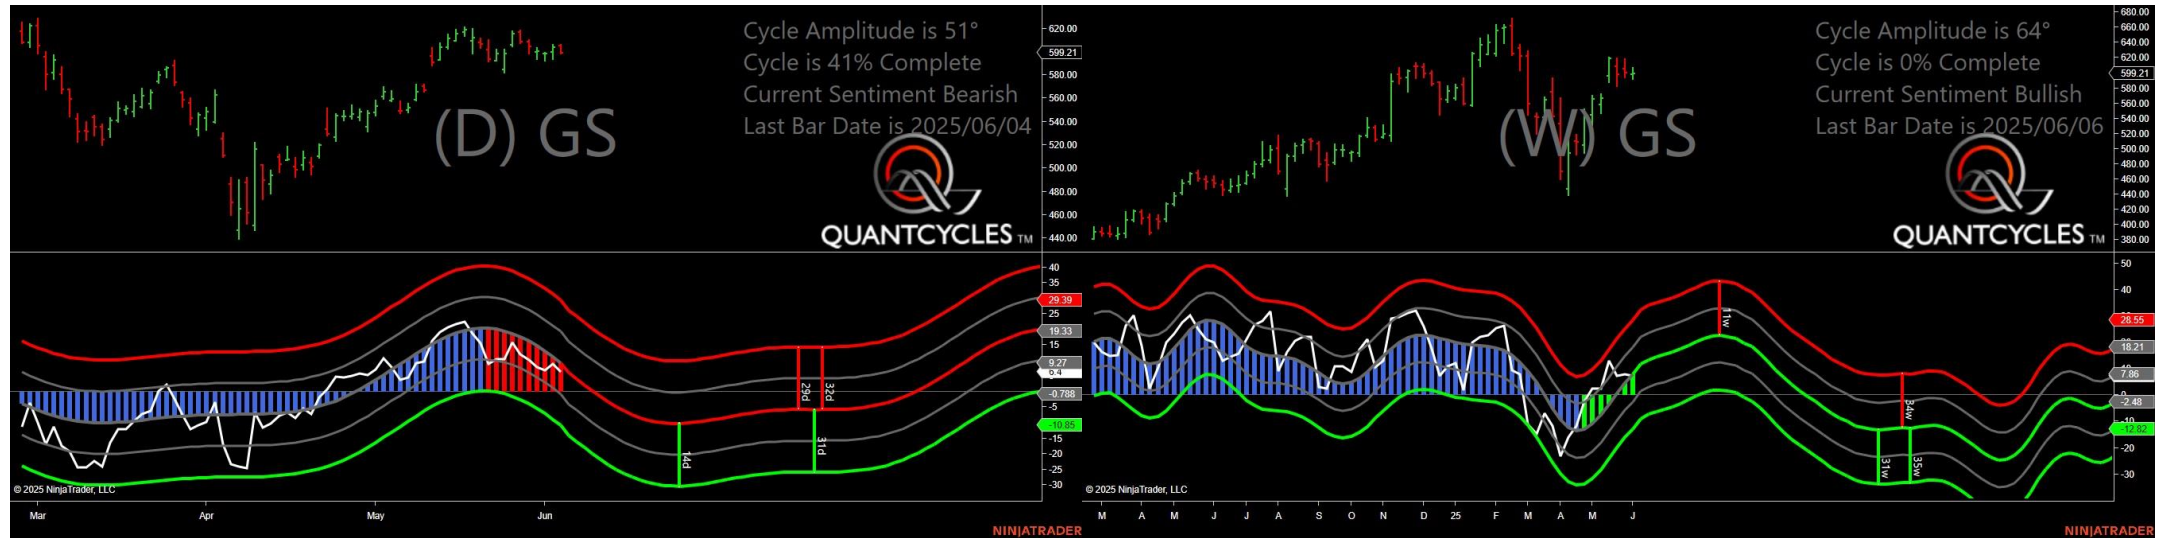 Cycle Amplitude is 51°
Cycle is 41% Complete
Current Sentiment Bearish
Last Bar Date is 2025/06/04
(D) GS
QUANTCYCLES TM
620.00
599.21
580.00
560.00
540.00
520.00
500.00
480.00
460.00
440.00
40
35
29.39
25
19.33
15
9.27
6.4
-0.788
-5
-10.85
-15
-20
-25
-30
14d
29d
32d
31d
© 2025 NinjaTrader, LLC
Mar Apr May Jun
NINJATRADER
Cycle Amplitude is 64°
Cycle is 0% Complete
Current Sentiment Bullish
Last Bar Date is 2025/06/06
(W) GS
QUANTCYCLES TM
680.00
660.00
640.00
620.00
599.21
580.00
560.00
540.00
520.00
500.00
480.00
460.00
440.00
420.00
400.00
380.00
50
40
28.55
18.21
7.86
-2.48
-10
-12.82
-20
-30
11w
34w
31w
35w
© 2025 NinjaTrader, LLC
M A M J J A S O N D 25 F M A M J
NINJATRADER